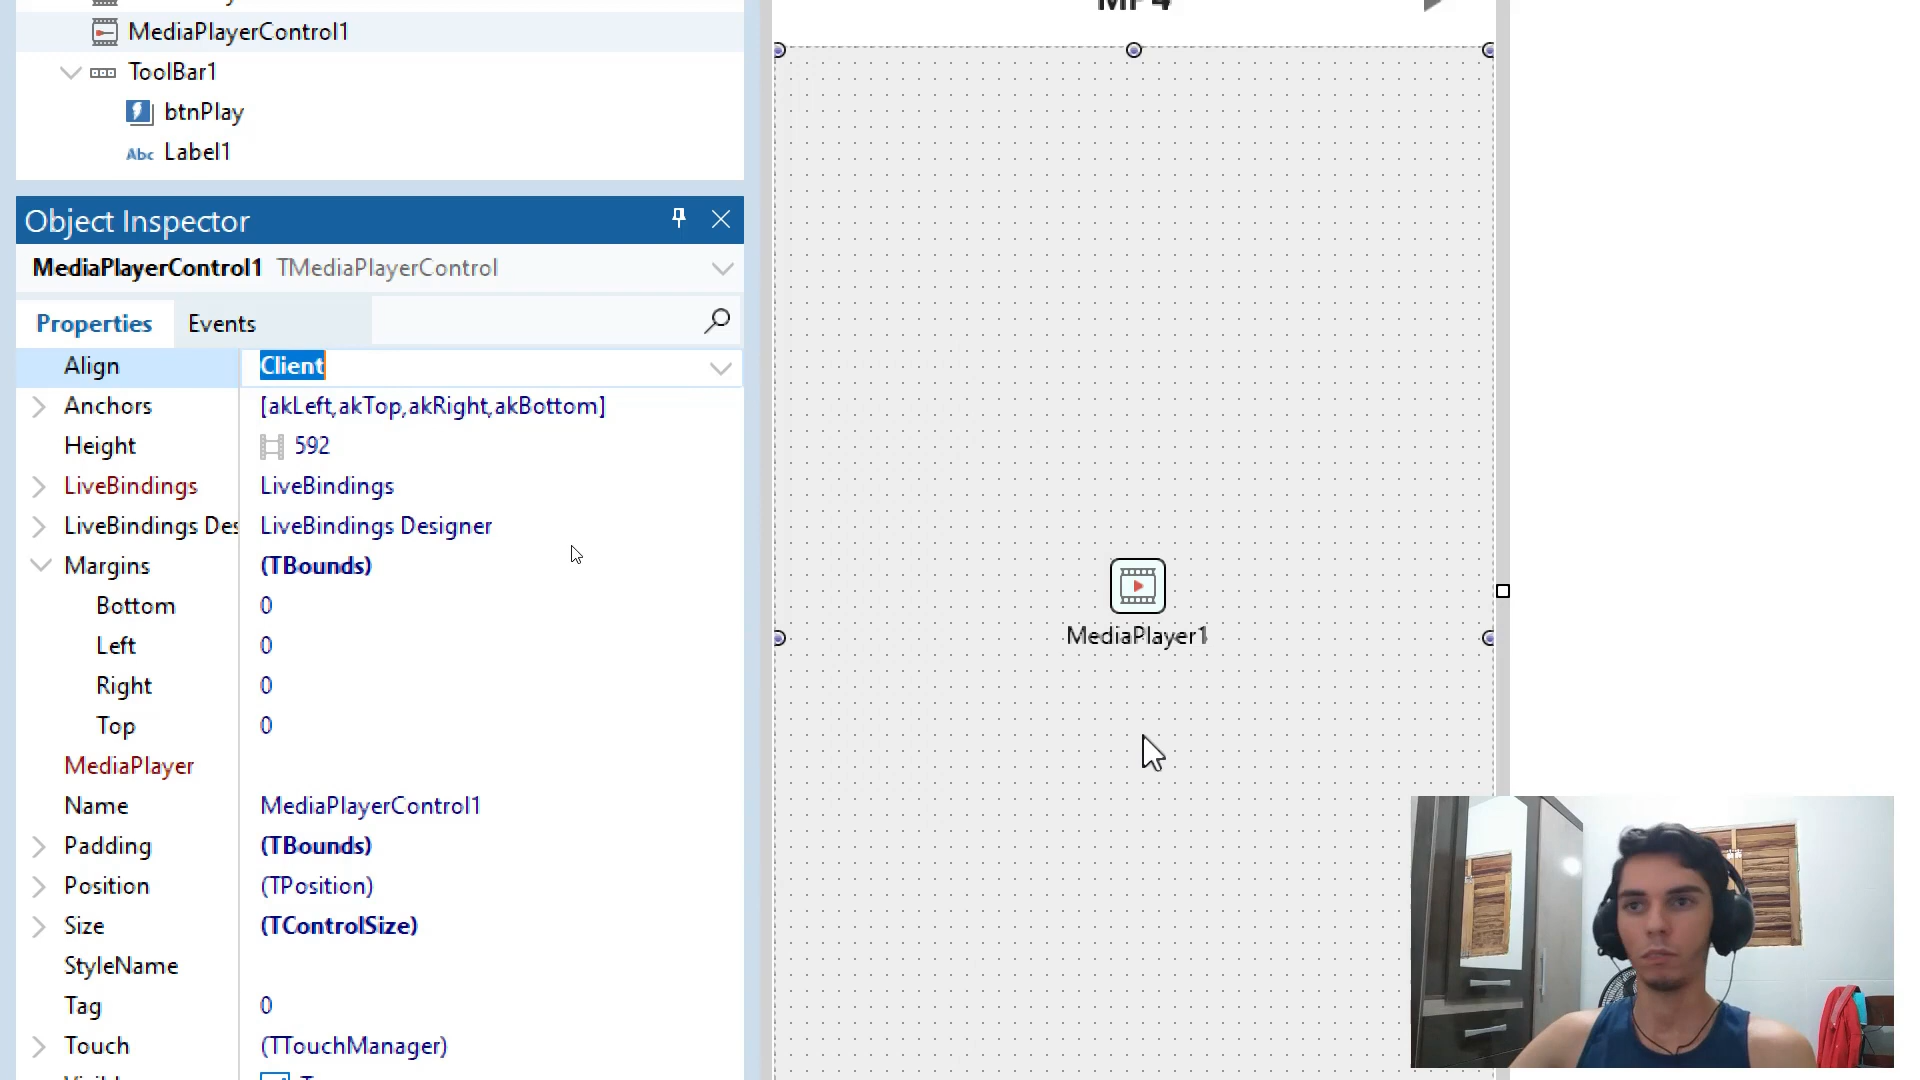 MP4
MediaPlayerControl1
ToolBar1
btnPlay
Abc Label1
Object Inspector
MediaPlayerControl1 TMediaPlayerControl
Properties Events
Align Client
Anchors [akLeft,akTop,akRight,akBottom]
Height 592
LiveBindings LiveBindings
LiveBindings Des LiveBindings Designer
Margins (TBounds)
Bottom 0
Left 0
Right 0
Top 0
MediaPlayer
Name MediaPlayerControl1
Padding (TBounds)
Position (TPosition)
Size (TControlSize)
StyleName
Tag 0
Touch (TTouchManager)
MediaPlayer1